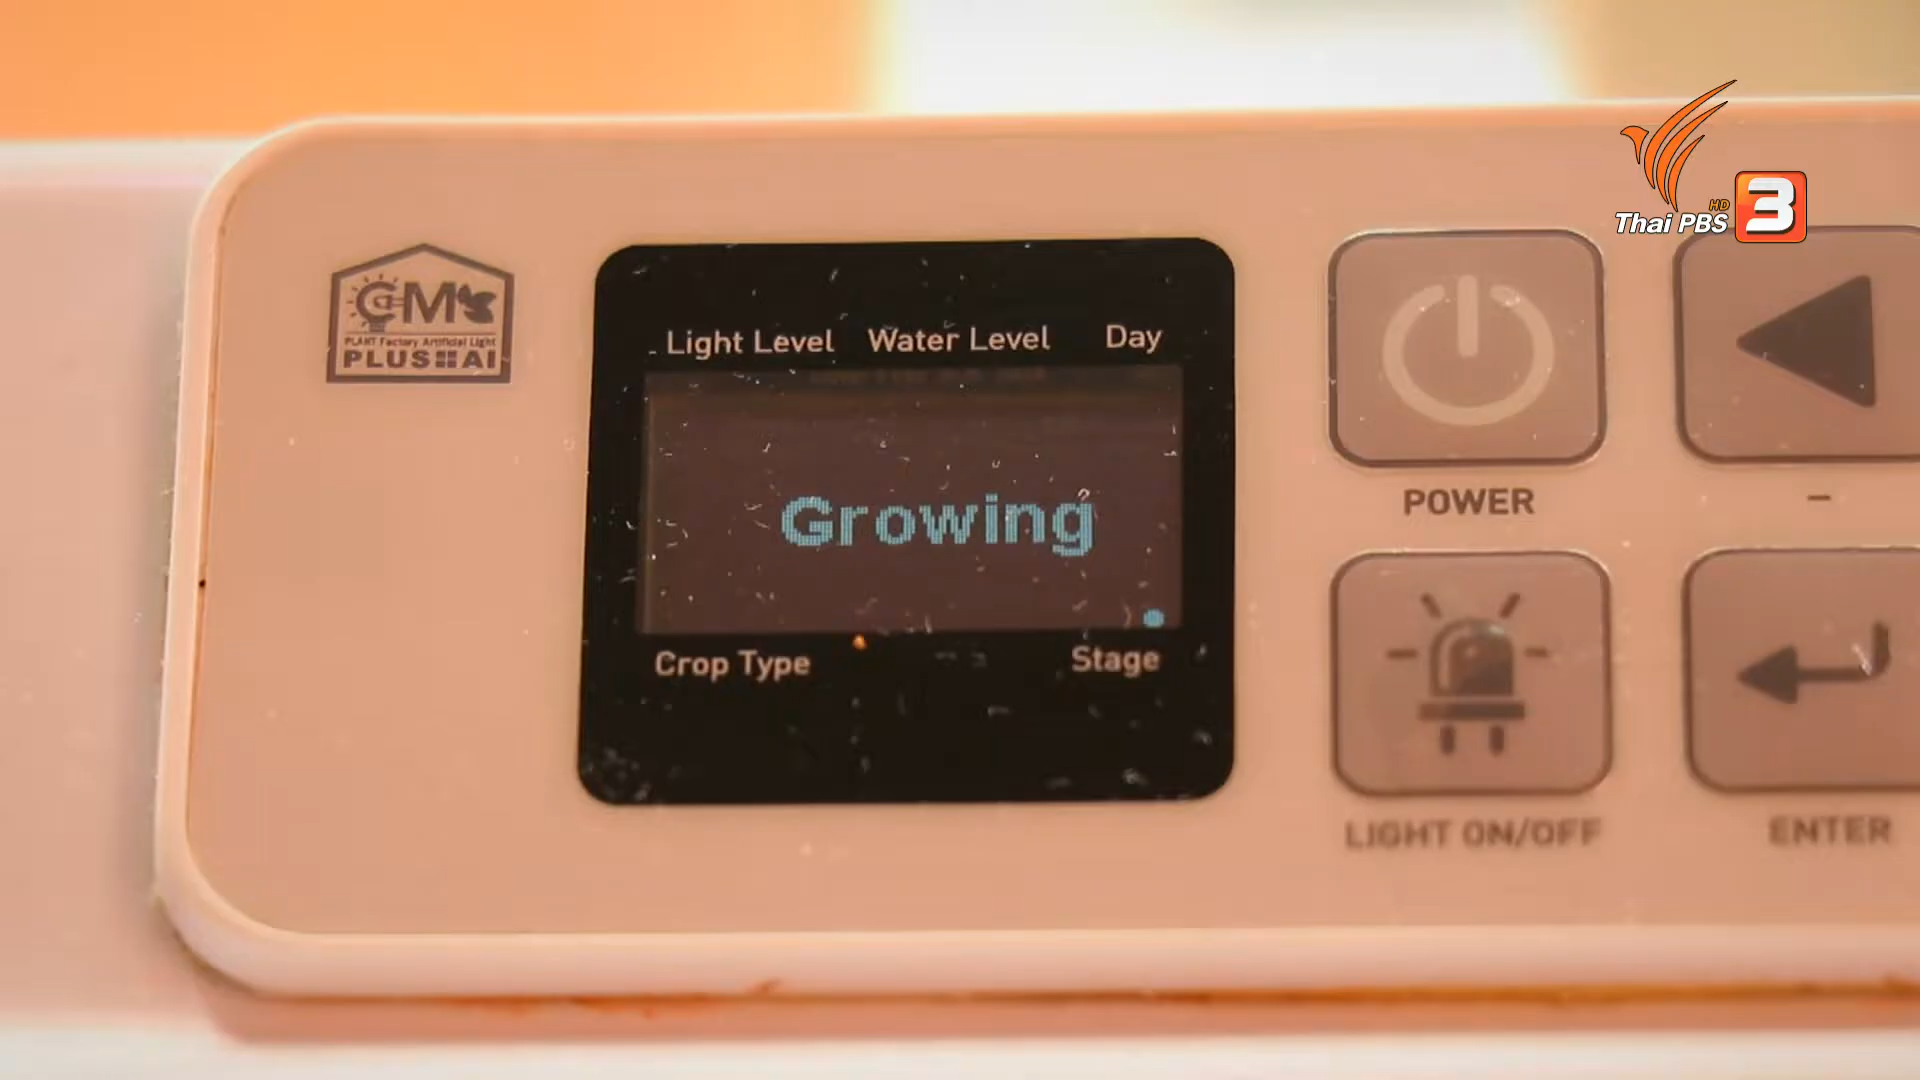 HD
Thai PBS 3
CMs
PLANT Factory Artificial Light
PLUS AI
Light Level Water Level Day
Growing
Crop Type Stage
POWER
–
LIGHT ON/OFF
ENTER